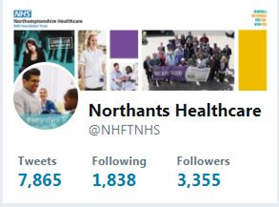 NHS
Northamptonshire Healthcare
NHS Foundation Trust
Northants Healthcare
@NHFTNHS
Tweets Following Followers
7,865 1,838 3,355